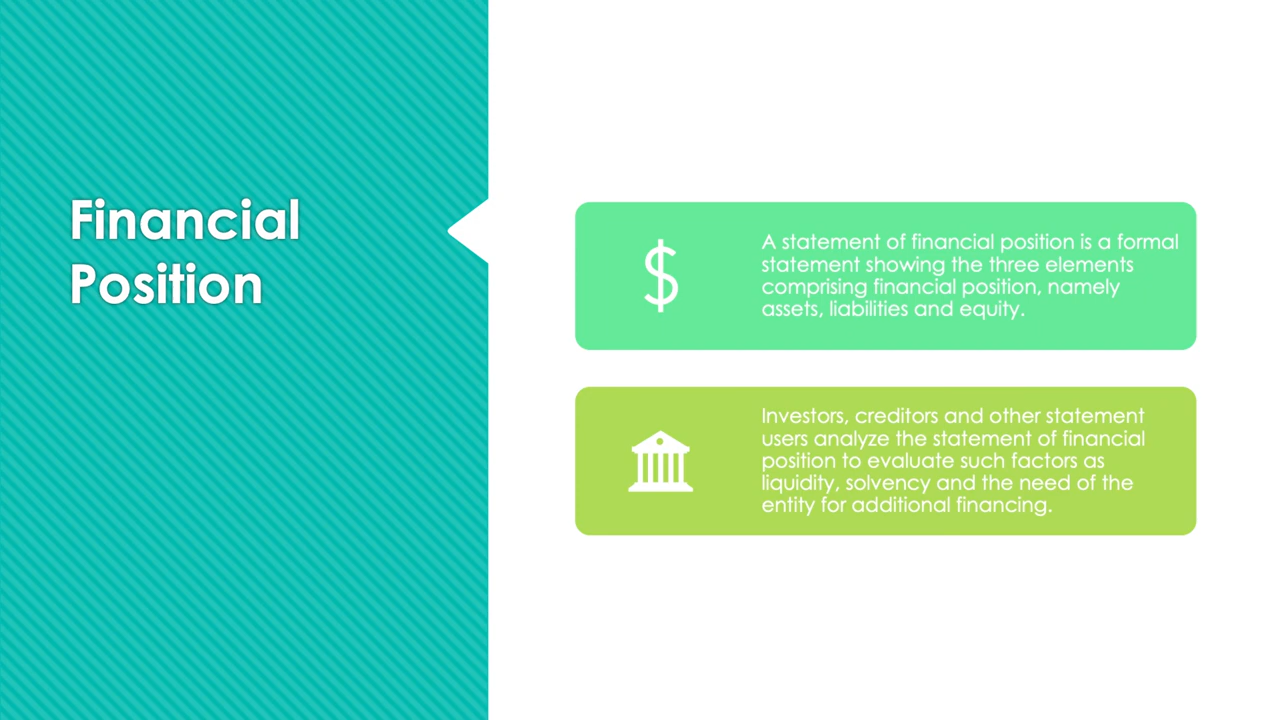 Financial
Position
A statement of financial position is a formal
statement showing the three elements
comprising financial position, namely
assets, liabilities and equity.
Investors, creditors and other statement
users analyze the statement of financial
position to evaluate such factors as
liquidity, solvency and the need of the
entity for additional financing.